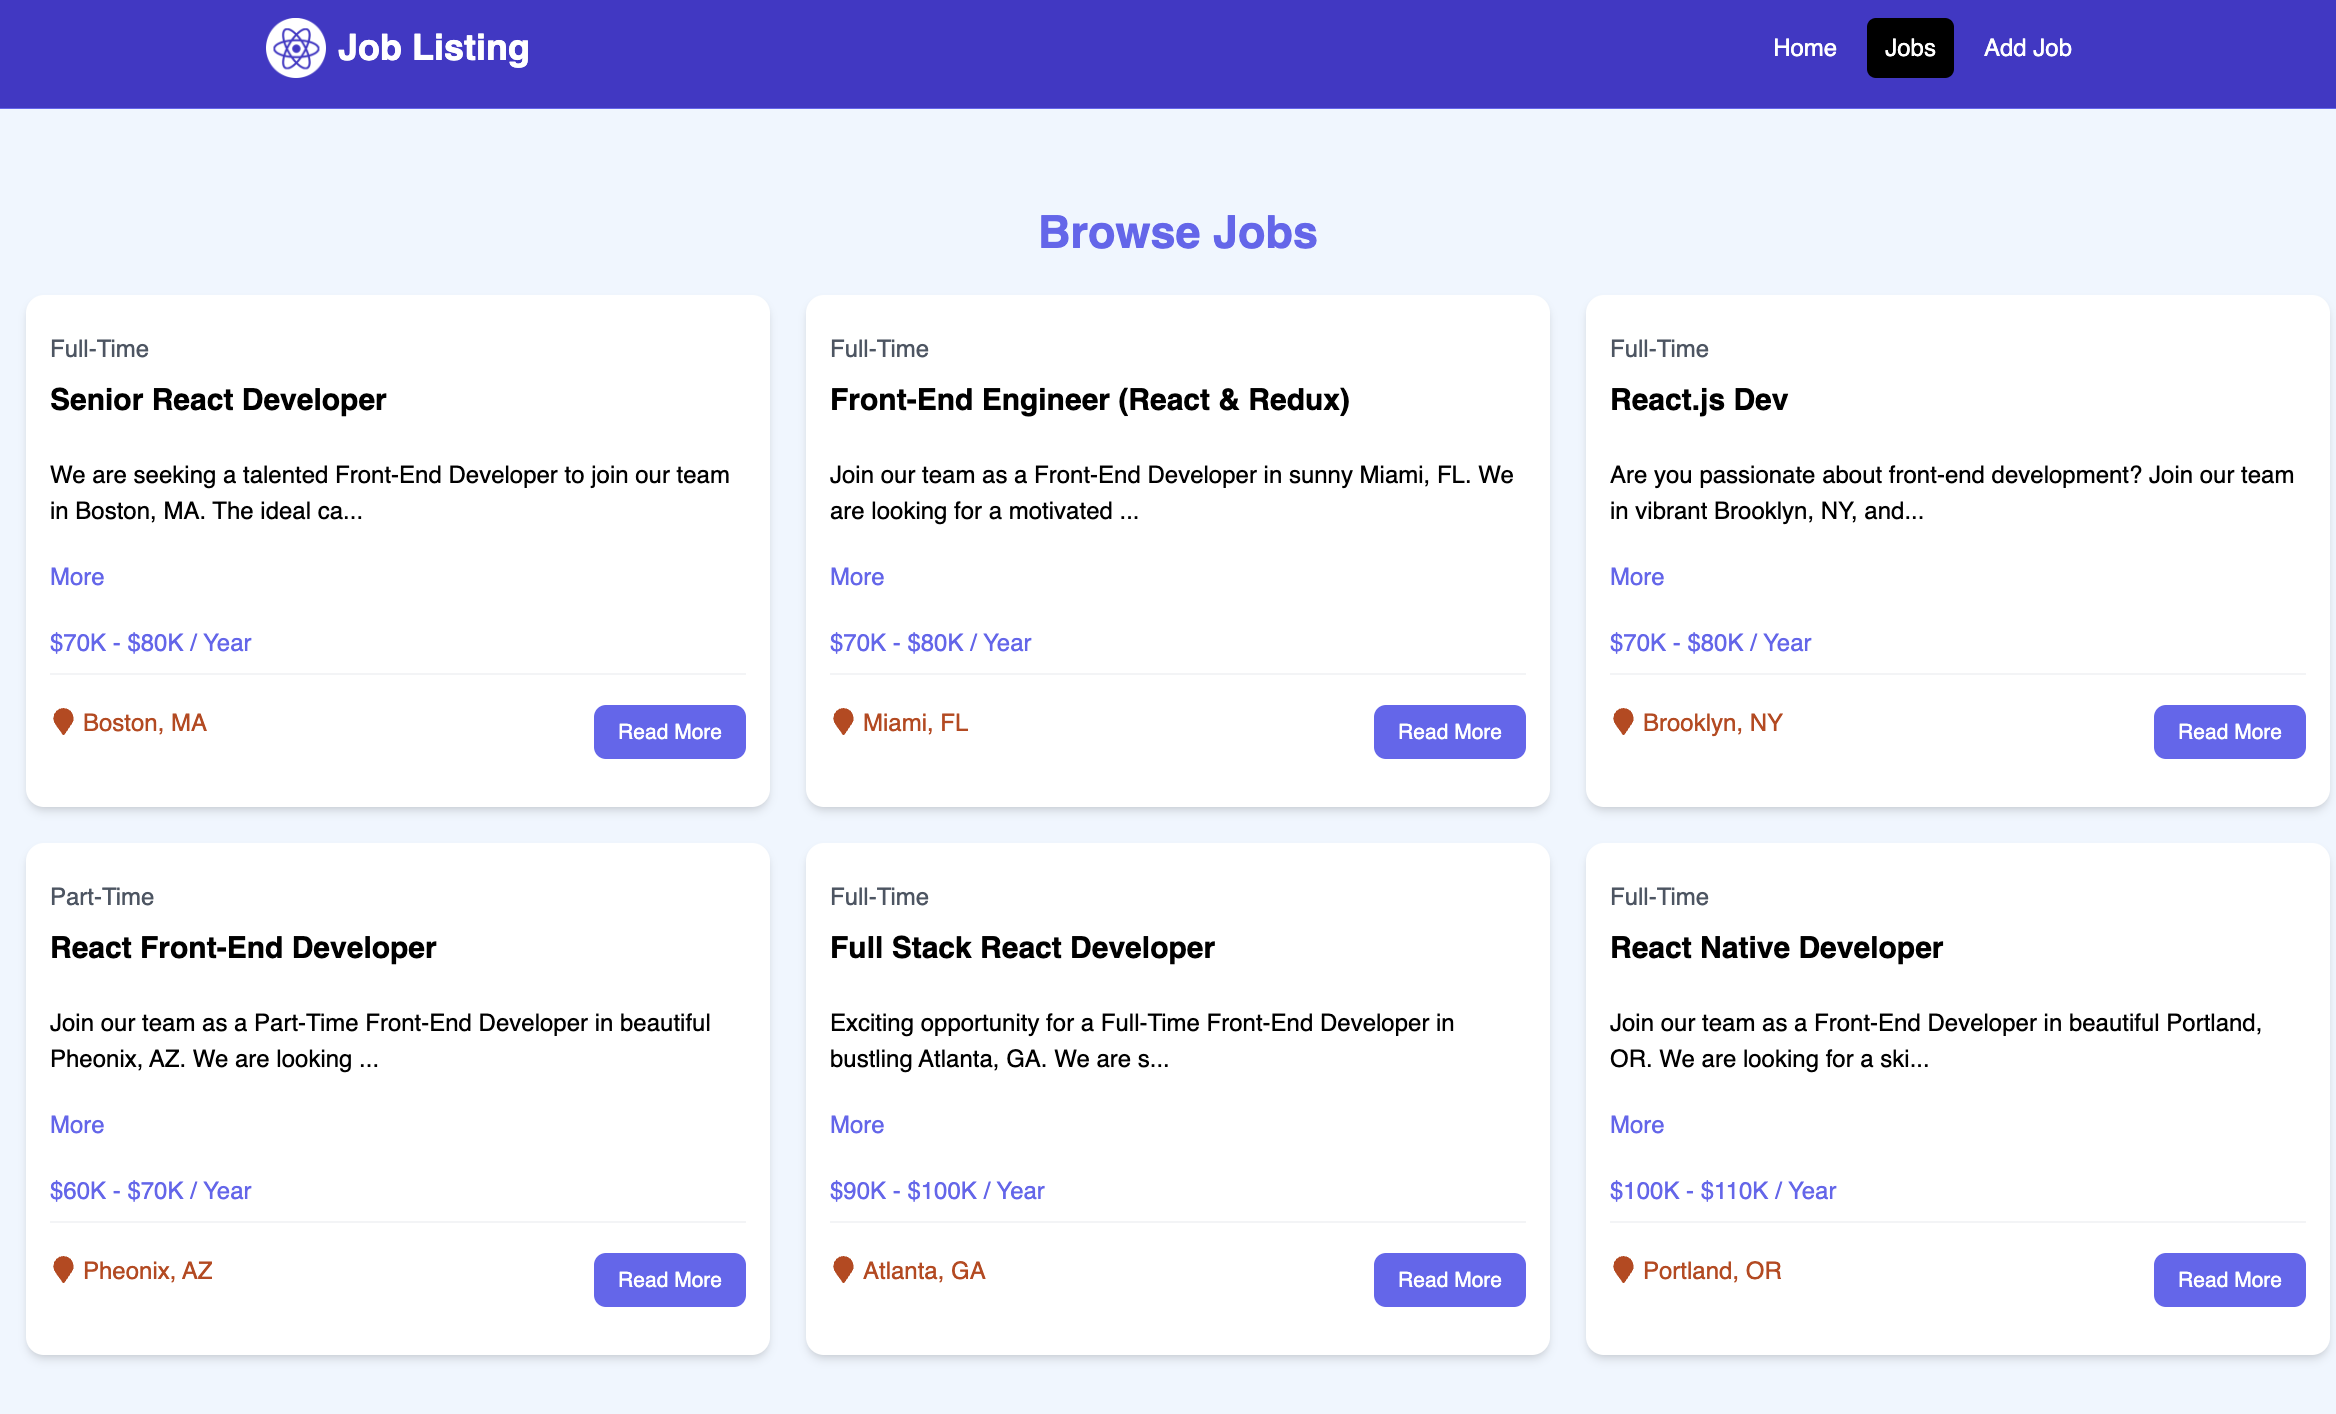 Job Listing
Home
Jobs
Add Job
Browse Jobs
Full-Time
Senior React Developer
We are seeking a talented Front-End Developer to join our team
in Boston, MA. The ideal ca...
More
$70K - $80K / Year
Boston, MA
Read More
Full-Time
Front-End Engineer (React & Redux)
Join our team as a Front-End Developer in sunny Miami, FL. We
are looking for a motivated ...
More
$70K - $80K / Year
Miami, FL
Read More
Full-Time
React.js Dev
Are you passionate about front-end development? Join our team
in vibrant Brooklyn, NY, and...
More
$70K - $80K / Year
Brooklyn, NY
Read More
Part-Time
React Front-End Developer
Join our team as a Part-Time Front-End Developer in beautiful
Pheonix, AZ. We are looking ...
More
$60K - $70K / Year
Pheonix, AZ
Read More
Full-Time
Full Stack React Developer
Exciting opportunity for a Full-Time Front-End Developer in
bustling Atlanta, GA. We are s...
More
$90K - $100K / Year
Atlanta, GA
Read More
Full-Time
React Native Developer
Join our team as a Front-End Developer in beautiful Portland,
OR. We are looking for a ski...
More
$100K - $110K / Year
Portland, OR
Read More